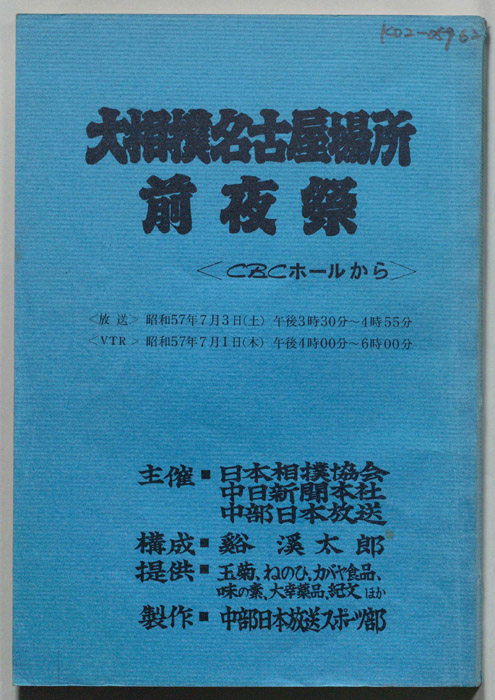 K02-05962
大相撲名古屋場所
前夜祭
<CBCホールから>
<放送> 昭和57年7月3日(土) 午後3時30分~4時55分
<VTR> 昭和57年7月1日(木) 午後4時00分~6時00分
主催■日本相撲協会
中日新聞本社
中部日本放送
構成■谿 渓太郎
提供■玉菊、ねのひ、カバヤ食品、
味の素、大幸薬品、紀文 ほか
製作■中部日本放送スポーツ部